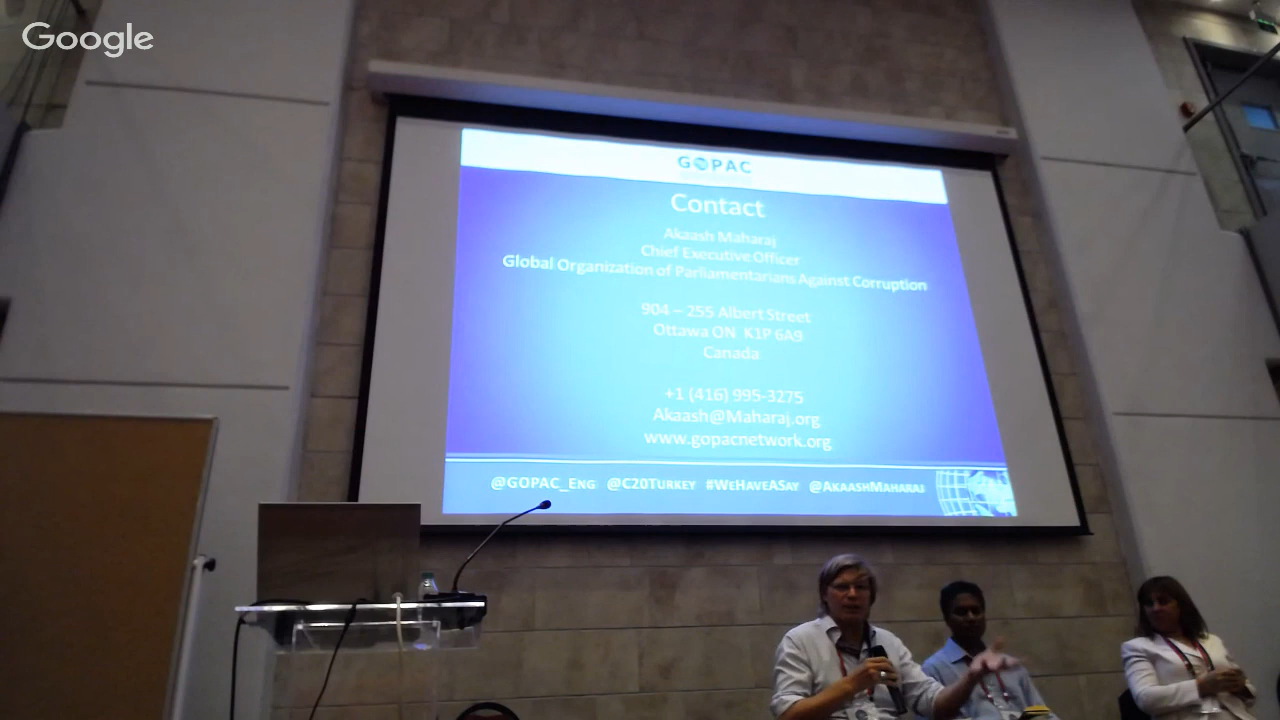 Google
GOPAC
Contact
Akaash Maharaj
Chief Executive Officer
Global Organization of Parliamentarians Against Corruption
904 – 255 Albert Street
Ottawa ON K1P 6A9
Canada
+1 (416) 995-3275
Akaash@Maharaj.org
www.gopacnetwork.org
@GOPAC_Eng @C20Turkey #WeHaveASay @AkaashMaharaj